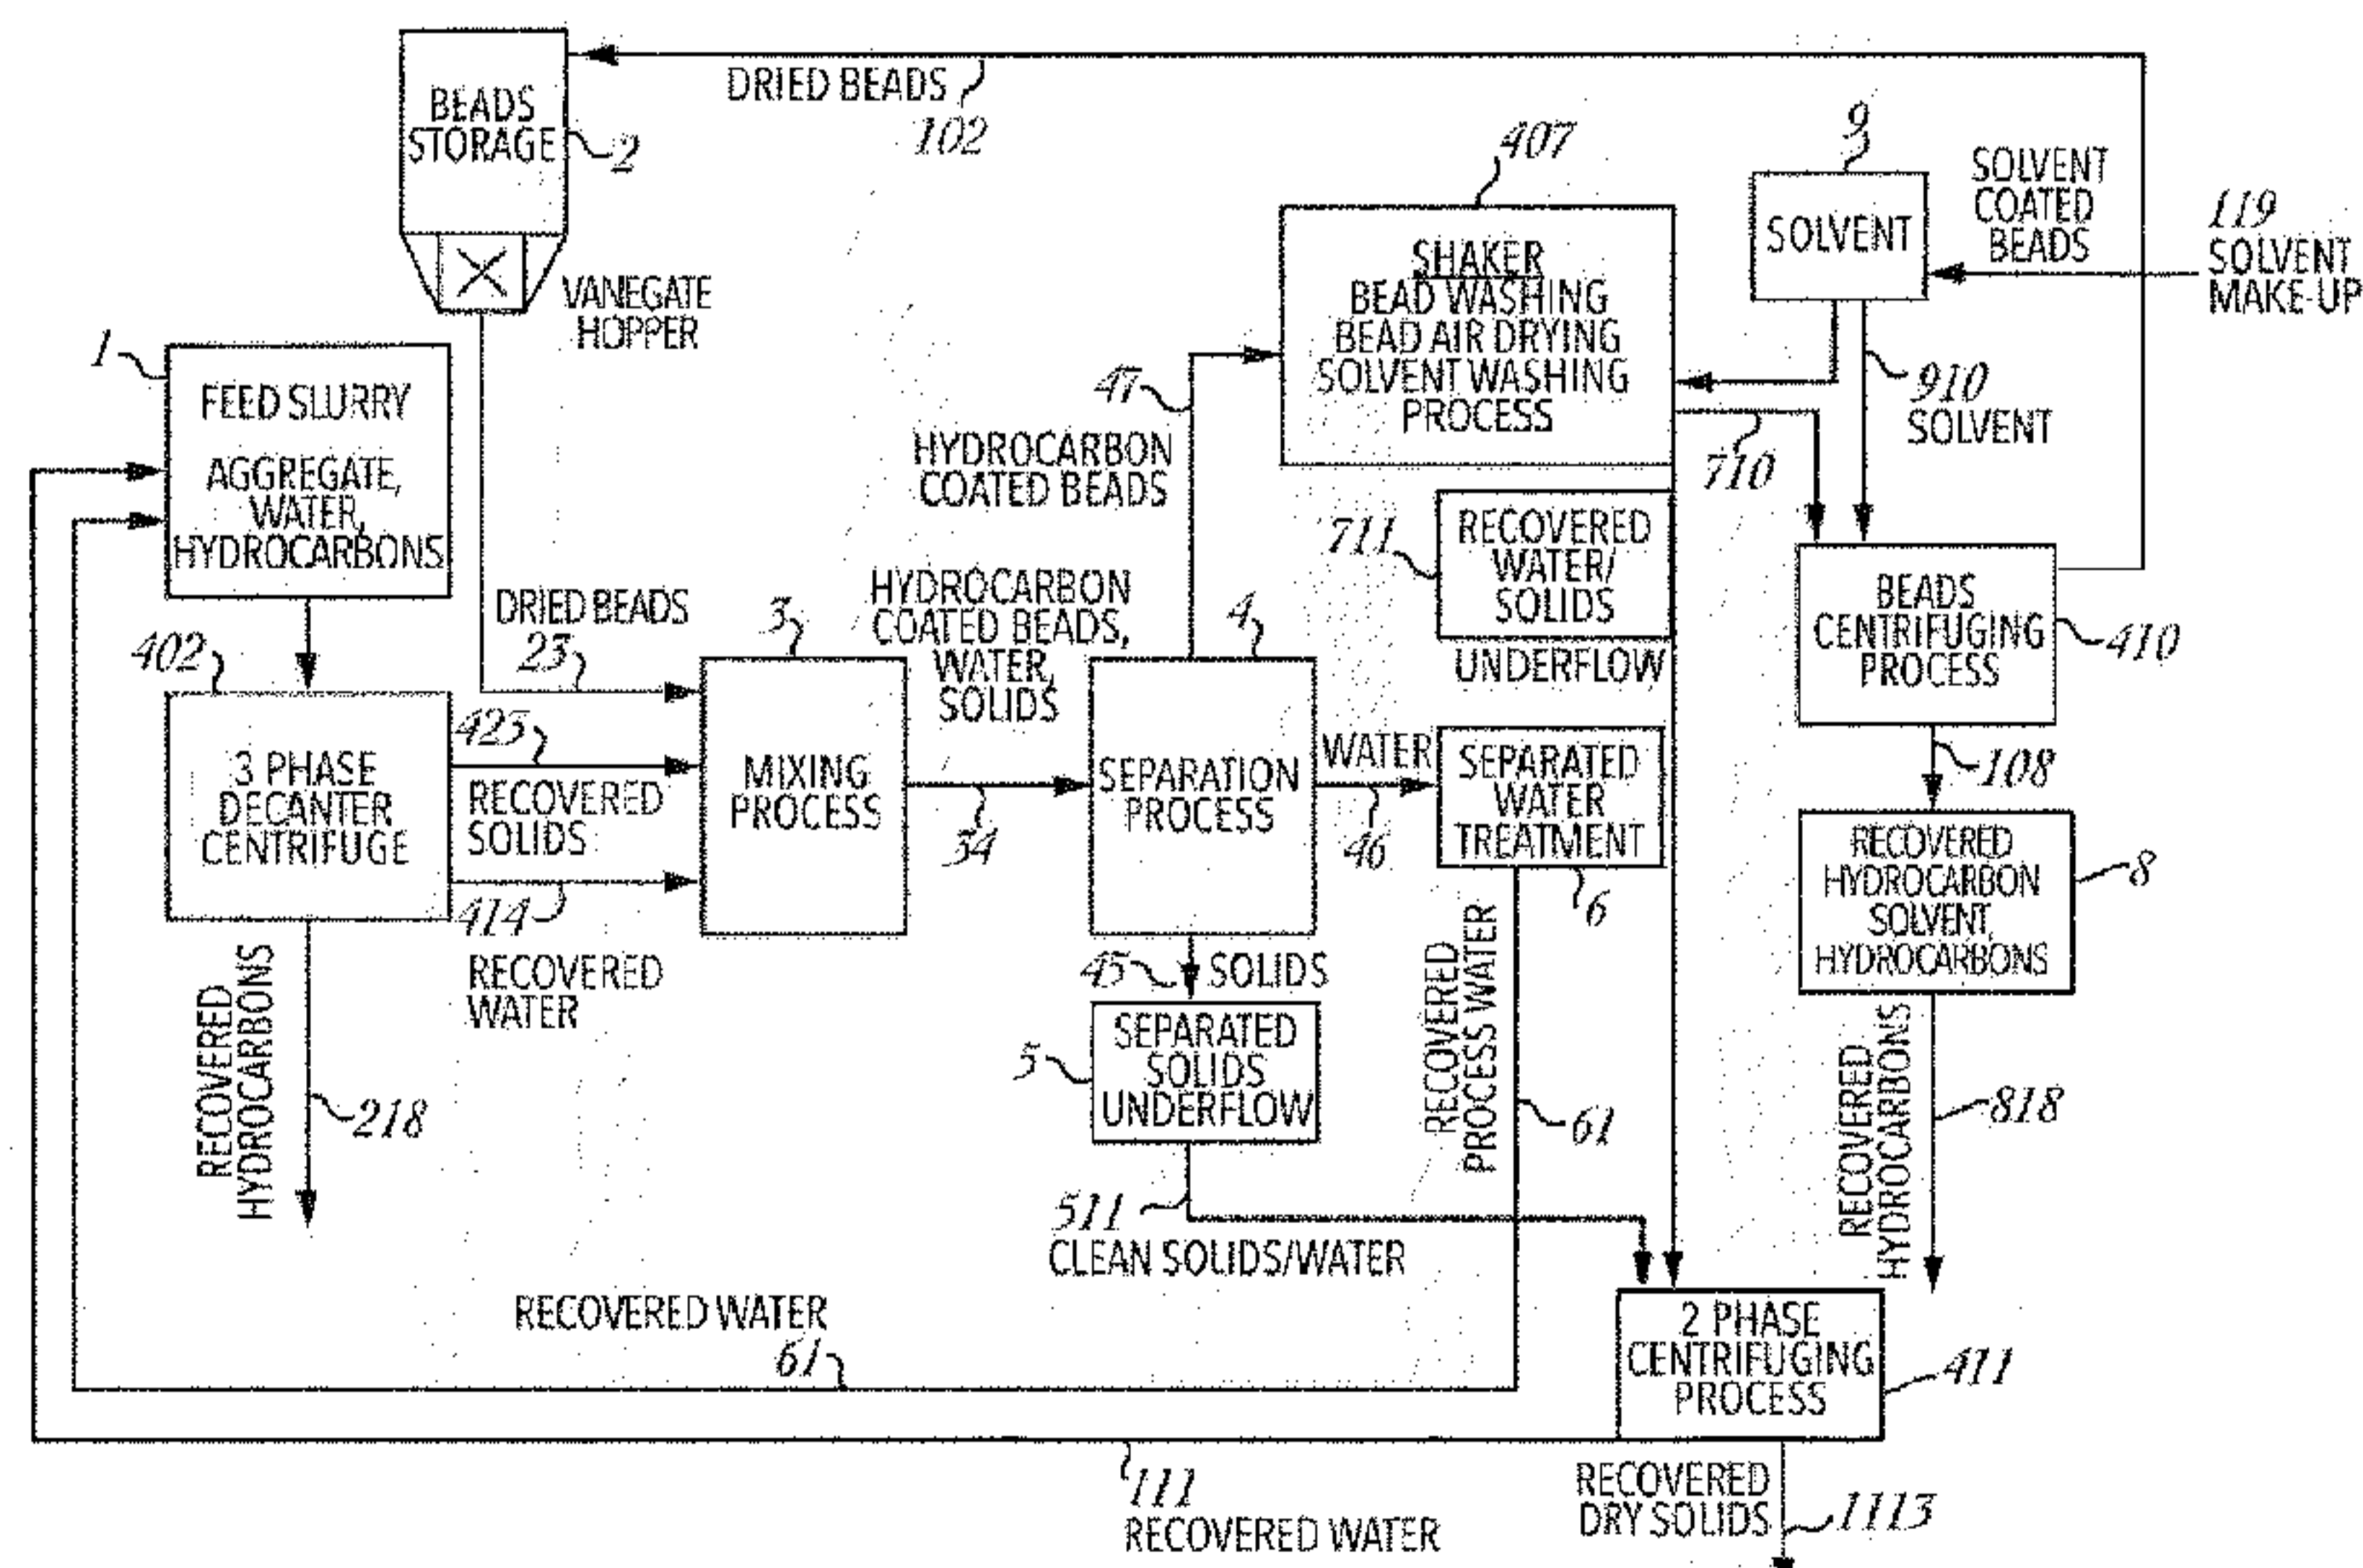 BEADS
STORAGE
2
DRIED BEADS
102
VANEGATE
HOPPER
407
SHAKER
BEAD WASHING
BEAD AIR DRYING
SOLVENT WASHING
PROCESS
9
SOLVENT
SOLVENT
COATED
BEADS
119
SOLVENT
MAKE-UP
910
SOLVENT
710
1
FEED SLURRY
AGGREGATE,
WATER,
HYDROCARBONS
47
HYDROCARBON
COATED BEADS
711
RECOVERED
WATER/
SOLIDS
UNDERFLOW
BEADS
CENTRIFUGING
PROCESS
410
402
3 PHASE
DECANTER
CENTRIFUGE
DRIED BEADS
23
423
RECOVERED
SOLIDS
414
RECOVERED
WATER
3
MIXING
PROCESS
HYDROCARBON
COATED BEADS,
WATER,
SOLIDS
34
4
SEPARATION
PROCESS
WATER
46
SEPARATED
WATER
TREATMENT
6
108
RECOVERED
HYDROCARBON
SOLVENT,
HYDROCARBONS
8
RECOVERED
HYDROCARBONS
218
45
SOLIDS
5
SEPARATED
SOLIDS
UNDERFLOW
RECOVERED
PROCESS WATER
61
RECOVERED
HYDROCARBONS
818
511
CLEAN SOLIDS/WATER
RECOVERED WATER
61
2 PHASE
CENTRIFUGING
PROCESS
411
111
RECOVERED WATER
RECOVERED
DRY SOLIDS
1113